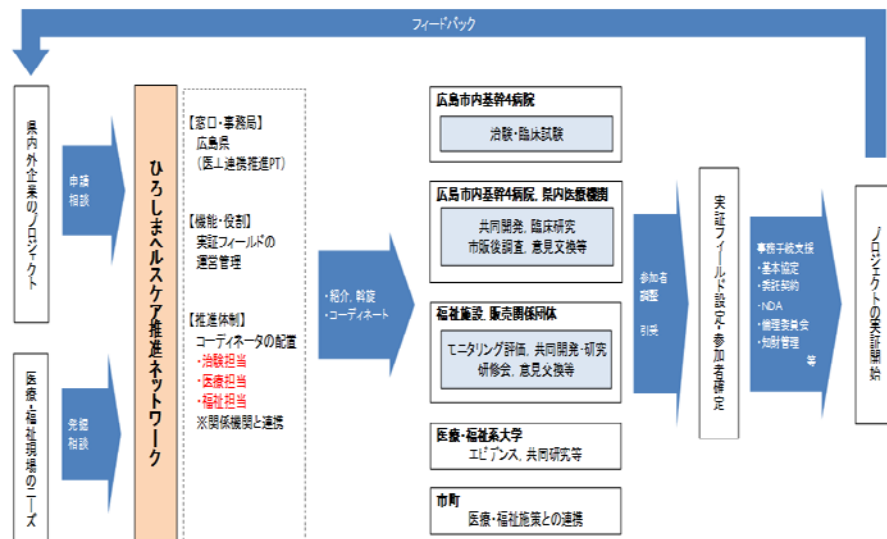 フィードバック
県内外企業のプロジェクト
申請
相談
医療・福祉現場のニーズ
発掘
相談
ひろしまヘルスケア推進ネットワーク
【窓口・事務局】
広島県
(医工連携推進PT)
【機能・役割】
実証フィールドの
運営管理
【推進体制】
コーディネータの配置
・治験担当
・医療担当
・福祉担当
※関係機関と連携
・紹介、斡旋
・コーディネート
広島市内基幹4病院
治験・臨床試験
広島市内基幹4病院、県内医療機関
共同開発、臨床研究
市販後調査、意見交換等
福祉施設、販売関係団体
モニタリング評価、共同開発・研究
研修会、意見交換等
医療・福祉系大学
エビデンス、共同研究等
市町
医療・福祉施策との連携
参加者
調整
引受
実証フィールド設定・参加者確定
事務手続支援
・基本協定
・委託契約
・NDA
・倫理委員会
・知財管理
等
プロジェクトの実証開始